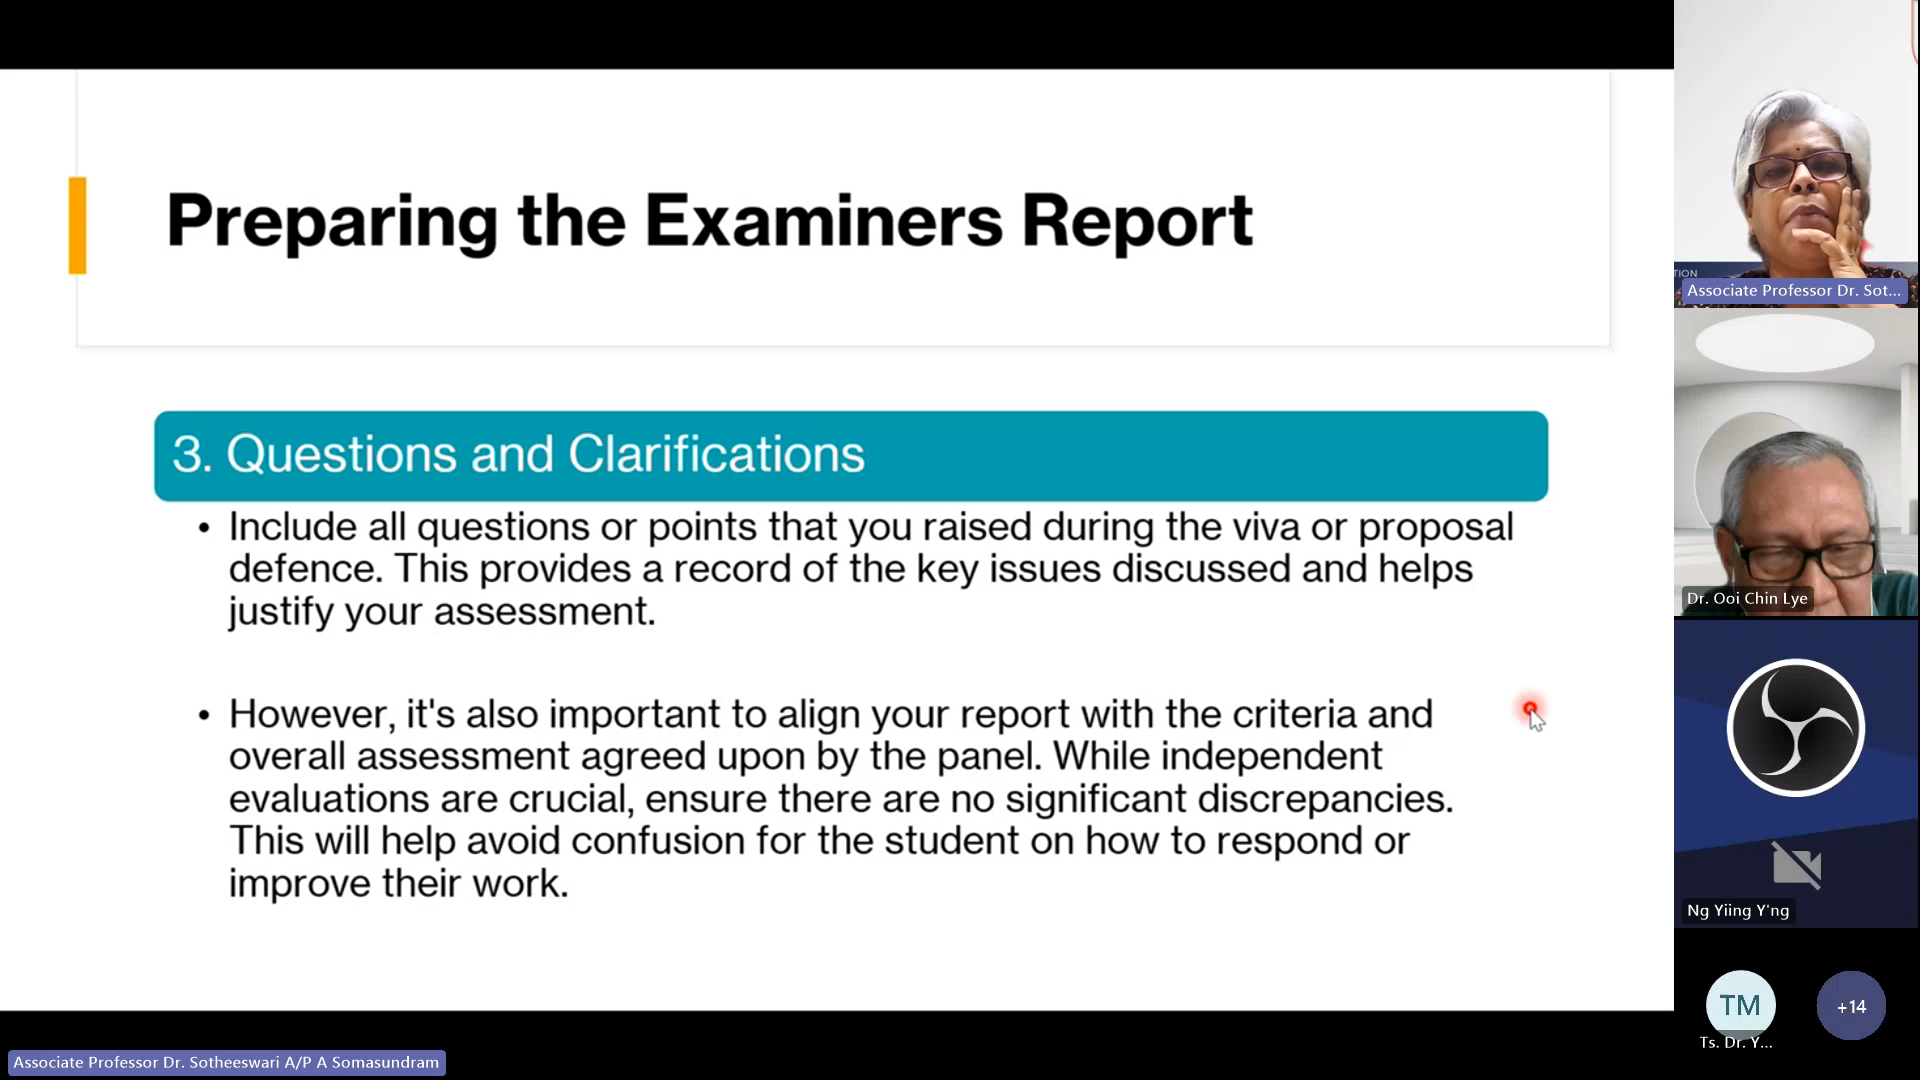 Preparing the Examiners Report
3. Questions and Clarifications
• Include all questions or points that you raised during the viva or proposal
defence. This provides a record of the key issues discussed and helps
justify your assessment.
• However, it's also important to align your report with the criteria and
overall assessment agreed upon by the panel. While independent
evaluations are crucial, ensure there are no significant discrepancies.
This will help avoid confusion for the student on how to respond or
improve their work.
TION
Associate Professor Dr. Sot...
Dr. Ooi Chin Lye
Ng Yiing Y'ng
TM
+14
Ts. Dr. Y...
Associate Professor Dr. Sotheeswari A/P A Somasundram